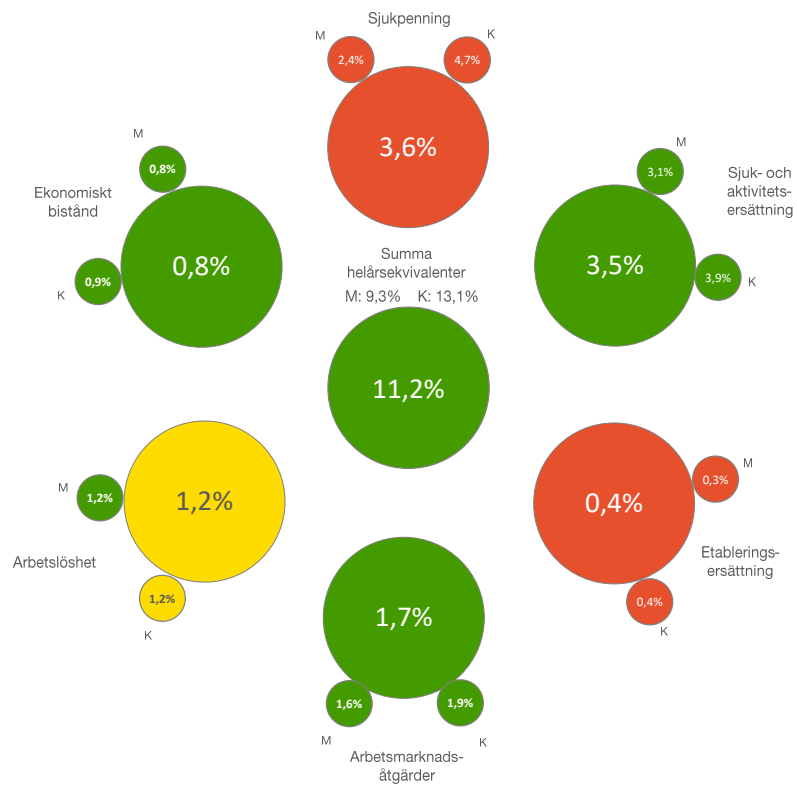 Sjukpenning
M
K
2,4%
4,7%
3,6%
M
0,8%
Ekonomiskt
bistånd
0,8%
0,9%
K
M
3,1%
Sjuk- och
aktivitets-
ersättning
3,5%
3,9%
K
Summa
helårsekvivalenter
M: 9,3% K: 13,1%
11,2%
M
1,2%
1,2%
Arbetslöshet
1,2%
K
M
0,3%
0,4%
Etablerings-
ersättning
0,4%
K
1,7%
1,6%
1,9%
M
K
Arbetsmarknads-
åtgärder